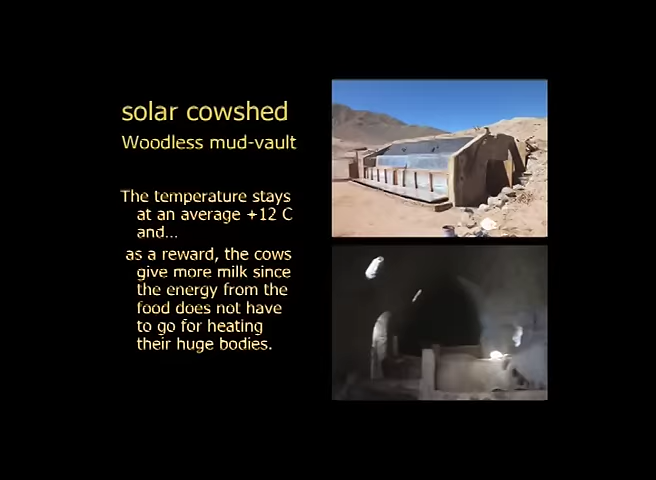 solar cowshed
Woodless mud-vault
The temperature stays
at an average +12 C
and...
as a reward, the cows
give more milk since
the energy from the
food does not have
to go for heating
their huge bodies.